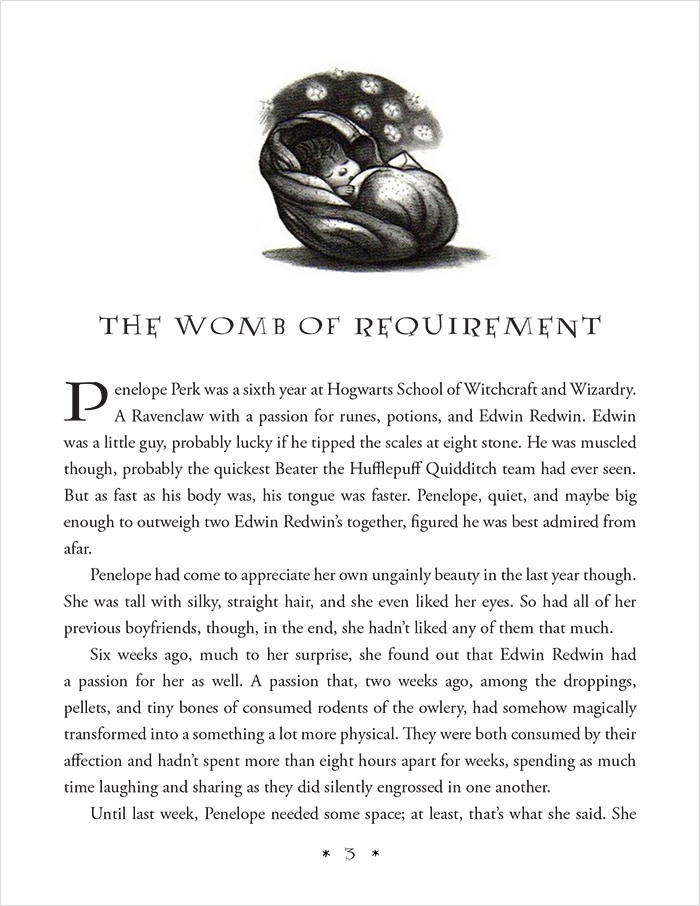 THE WOMB OF REQUIREMENT
Penelope Perk was a sixth year at Hogwarts School of Witchcraft and Wizardry.
A Ravenclaw with a passion for runes, potions, and Edwin Redwin. Edwin
was a little guy, probably lucky if he tipped the scales at eight stone. He was muscled
though, probably the quickest Beater the Hufflepuff Quidditch team had ever seen.
But as fast as his body was, his tongue was faster. Penelope, quiet, and maybe big
enough to outweigh two Edwin Redwin’s together, figured he was best admired from
afar.
Penelope had come to appreciate her own ungainly beauty in the last year though.
She was tall with silky, straight hair, and she even liked her eyes. So had all of her
previous boyfriends, though, in the end, she hadn’t liked any of them that much.
Six weeks ago, much to her surprise, she found out that Edwin Redwin had
a passion for her as well. A passion that, two weeks ago, among the droppings,
pellets, and tiny bones of consumed rodents of the owlery, had somehow magically
transformed into a something a lot more physical. They were both consumed by their
affection and hadn’t spent more than eight hours apart for weeks, spending as much
time laughing and sharing as they did silently engrossed in one another.
Until last week, Penelope needed some space; at least, that’s what she said. She
* 3 *